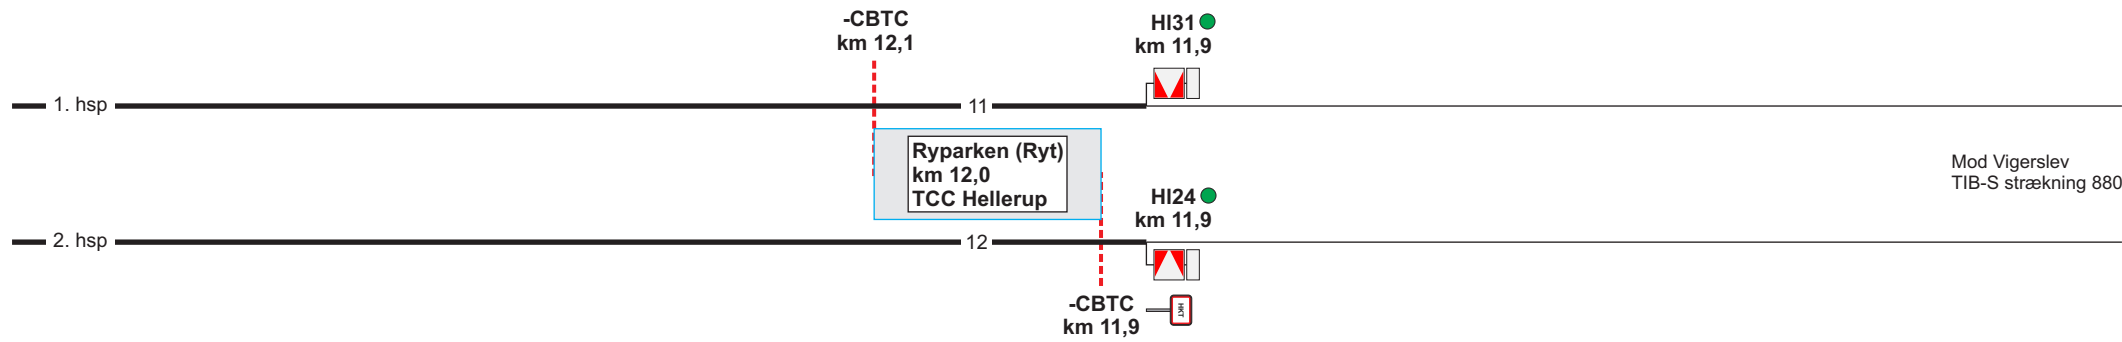 -CBTC
km 12,1
HI31
km 11,9
1. hsp
11
Ryparken (Ryt)
km 12,0
TCC Hellerup
Mod Vigerslev
TIB-S strækning 880
HI24
km 11,9
2. hsp
12
-CBTC
km 11,9
HKT